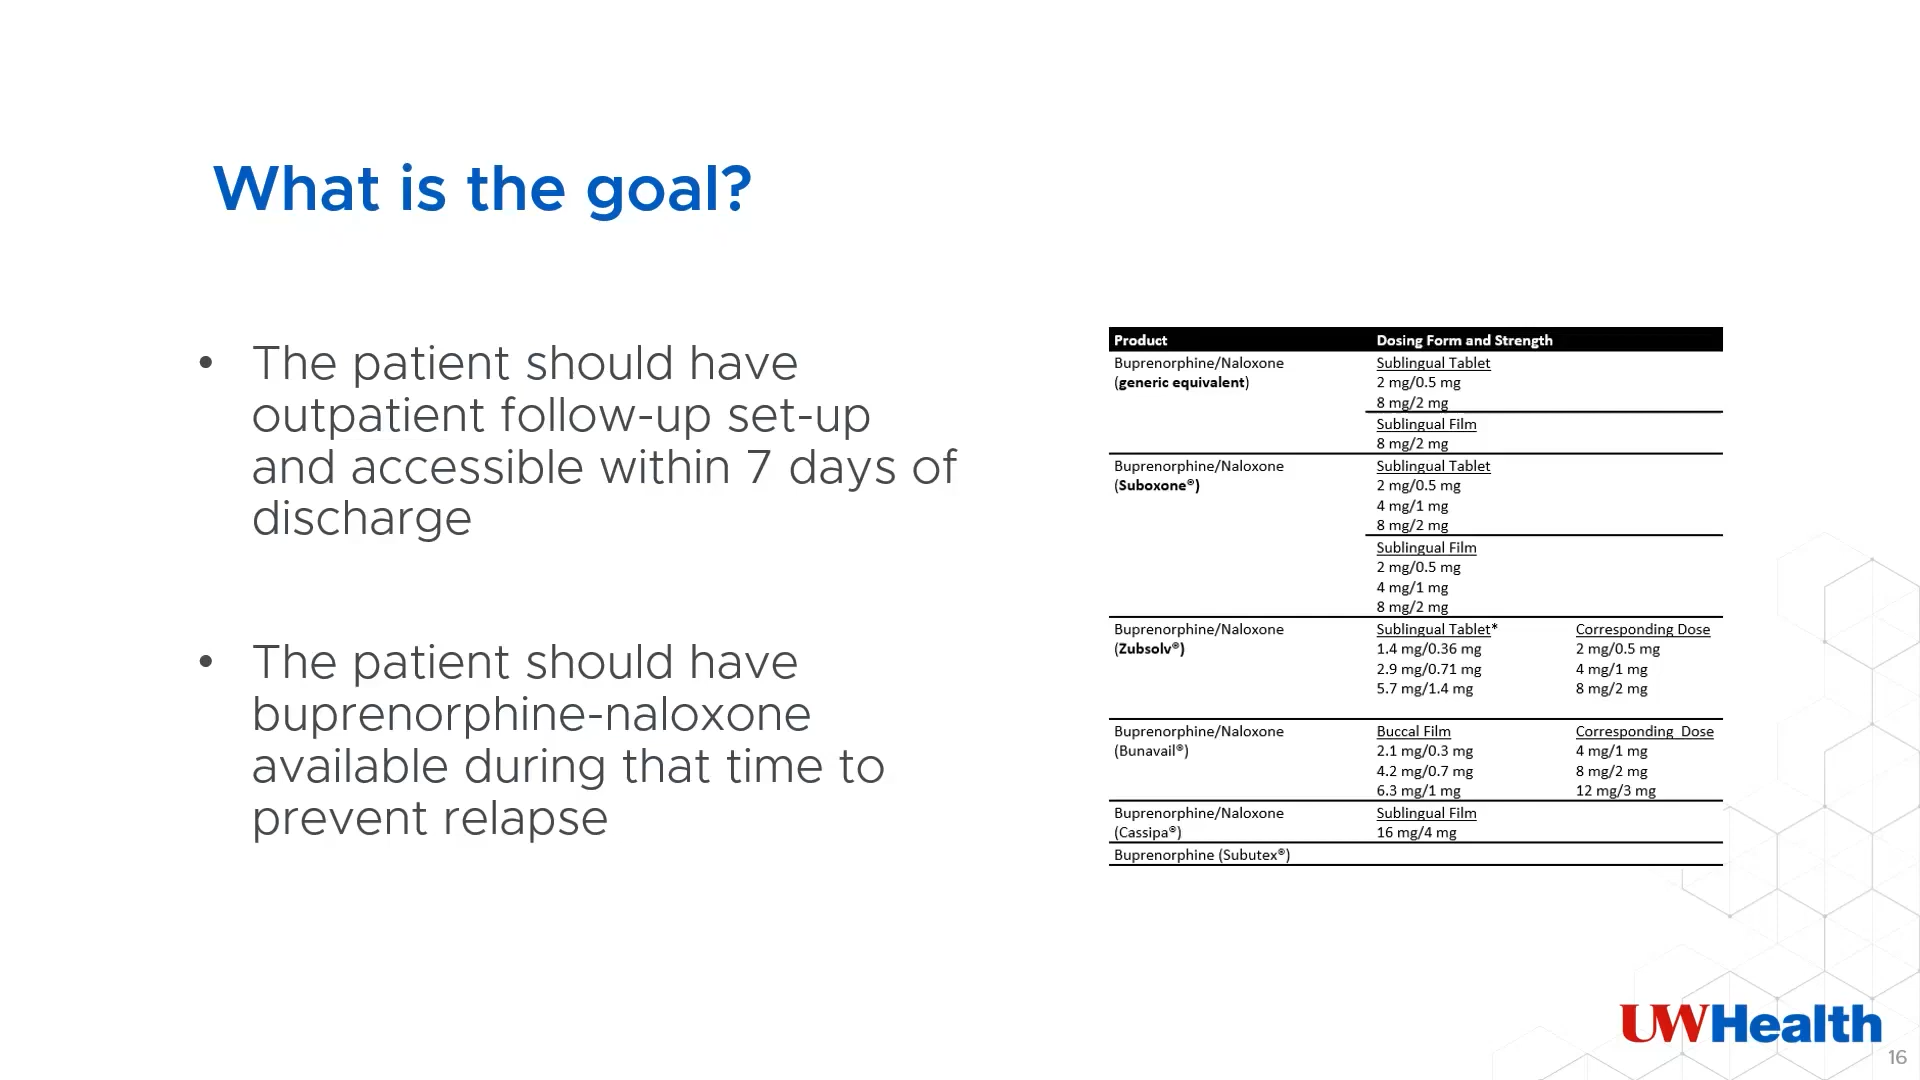 What is the goal?
• The patient should have
outpatient follow-up set-up
and accessible within 7 days of
discharge
• The patient should have
buprenorphine-naloxone
available during that time to
prevent relapse
Product Dosing Form and Strength
Buprenorphine/Naloxone Sublingual Tablet
(generic equivalent) 2 mg/0.5 mg
8 mg/2 mg
Sublingual Film
8 mg/2 mg
Buprenorphine/Naloxone Sublingual Tablet
(Suboxone®) 2 mg/0.5 mg
4 mg/1 mg
8 mg/2 mg
Sublingual Film
2 mg/0.5 mg
4 mg/1 mg
8 mg/2 mg
Buprenorphine/Naloxone Sublingual Tablet* Corresponding Dose
(Zubsolv®) 1.4 mg/0.36 mg 2 mg/0.5 mg
2.9 mg/0.71 mg 4 mg/1 mg
5.7 mg/1.4 mg 8 mg/2 mg
Buprenorphine/Naloxone Buccal Film Corresponding Dose
(Bunavail®) 2.1 mg/0.3 mg 4 mg/1 mg
4.2 mg/0.7 mg 8 mg/2 mg
6.3 mg/1 mg 12 mg/3 mg
Buprenorphine/Naloxone Sublingual Film
(Cassipa®) 16 mg/4 mg
Buprenorphine (Subutex®)
UWHealth
16